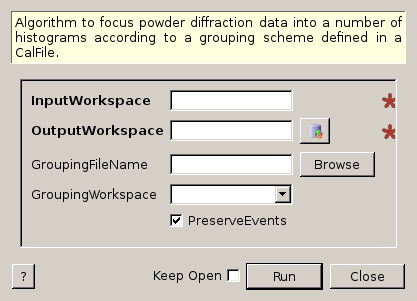 Algorithm to focus powder diffraction data into a number of
histograms according to a grouping scheme defined in a
CalFile.
InputWorkspace
OutputWorkspace
GroupingFileName Browse
GroupingWorkspace
PreserveEvents
? Keep Open Run Close